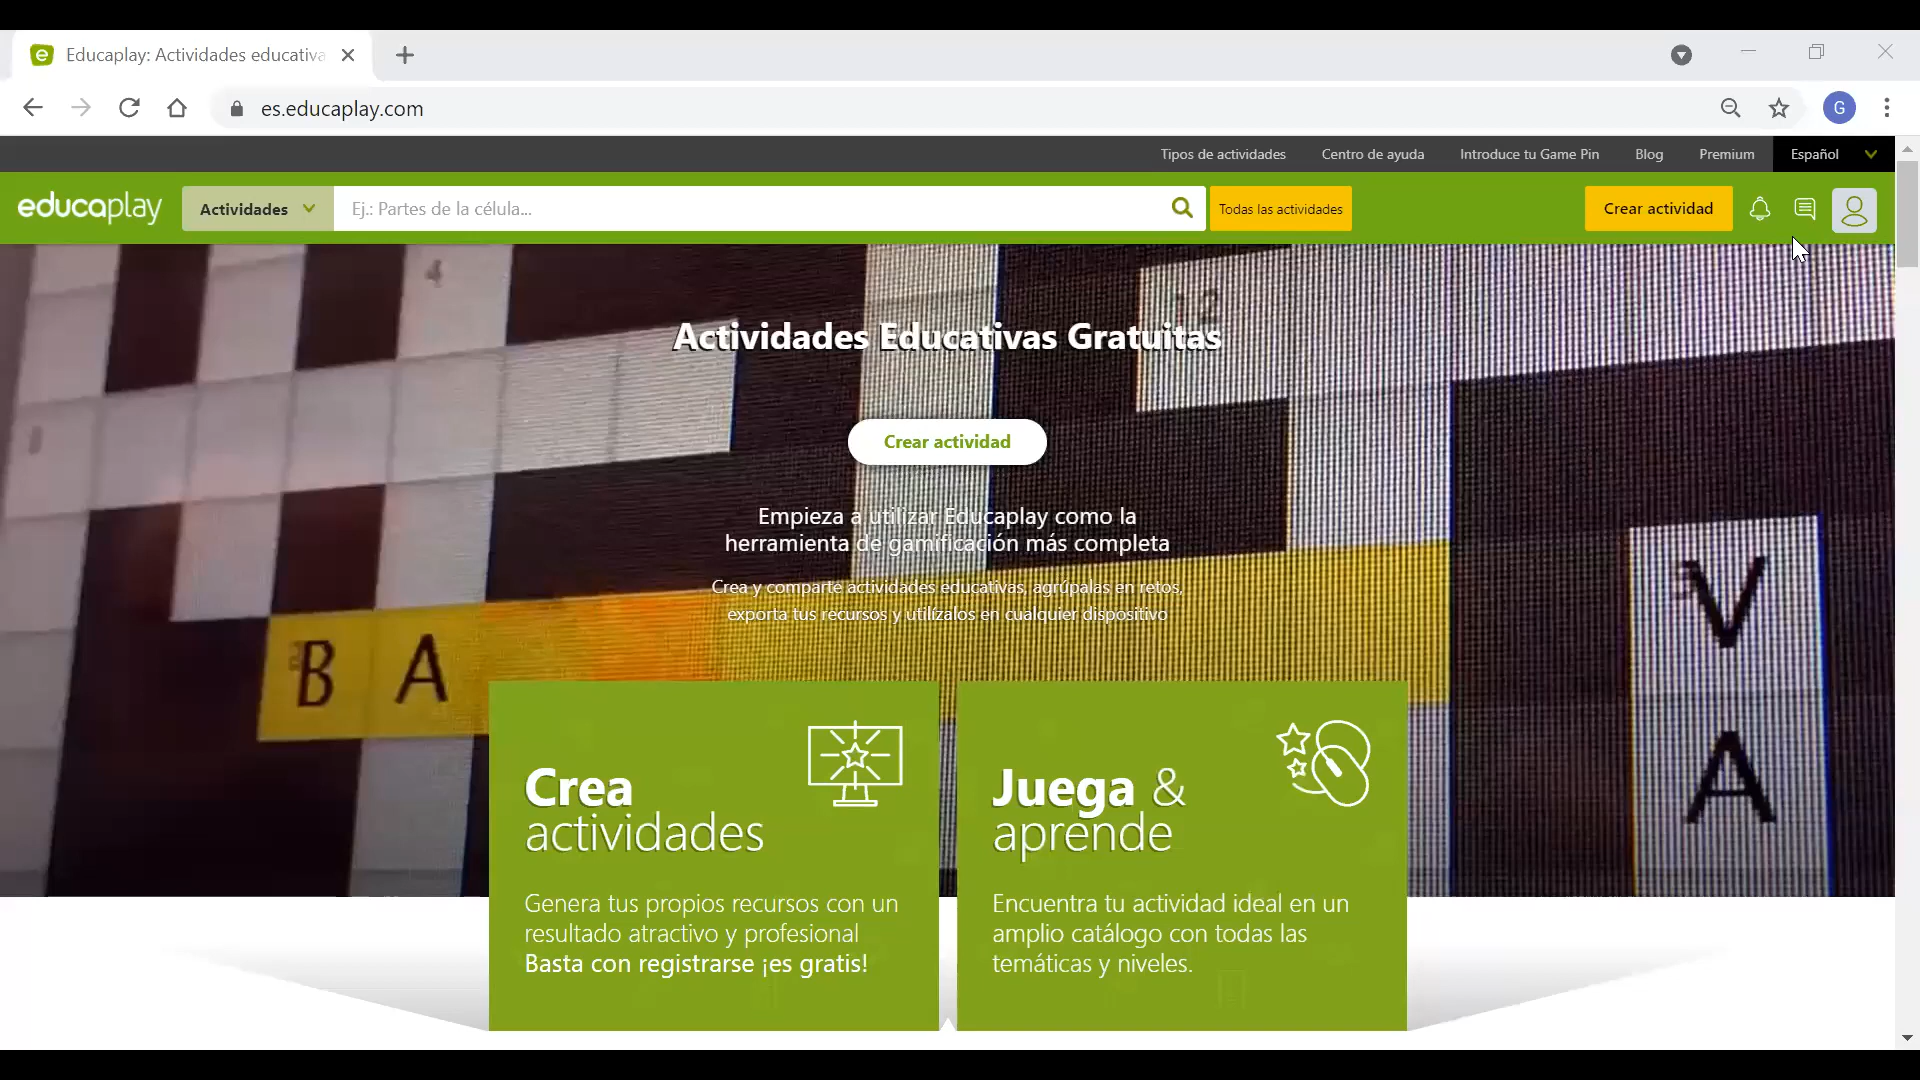 Educaplay: Actividades educativa
es.educaplay.com
G
Tipos de actividades
Centro de ayuda
Introduce tu Game Pin
Blog
Premium
Español
educaplay
Actividades
Ej.: Partes de la célula...
Todas las actividades
Crear actividad
4
12
Actividades Educativas Gratuitas
Crear actividad
Empieza a utilizar Educaplay como la
herramienta de gamificación más completa
Crea y comparte actividades educativas, agrúpalas en retos,
exporta tus recursos y utilízalos en cualquier dispositivo
B A
V
A
Crea
actividades
Genera tus propios recursos con un
resultado atractivo y profesional
Basta con registrarse ¡es gratis!
Juega &
aprende
Encuentra tu actividad ideal en un
amplio catálogo con todas las
temáticas y niveles.